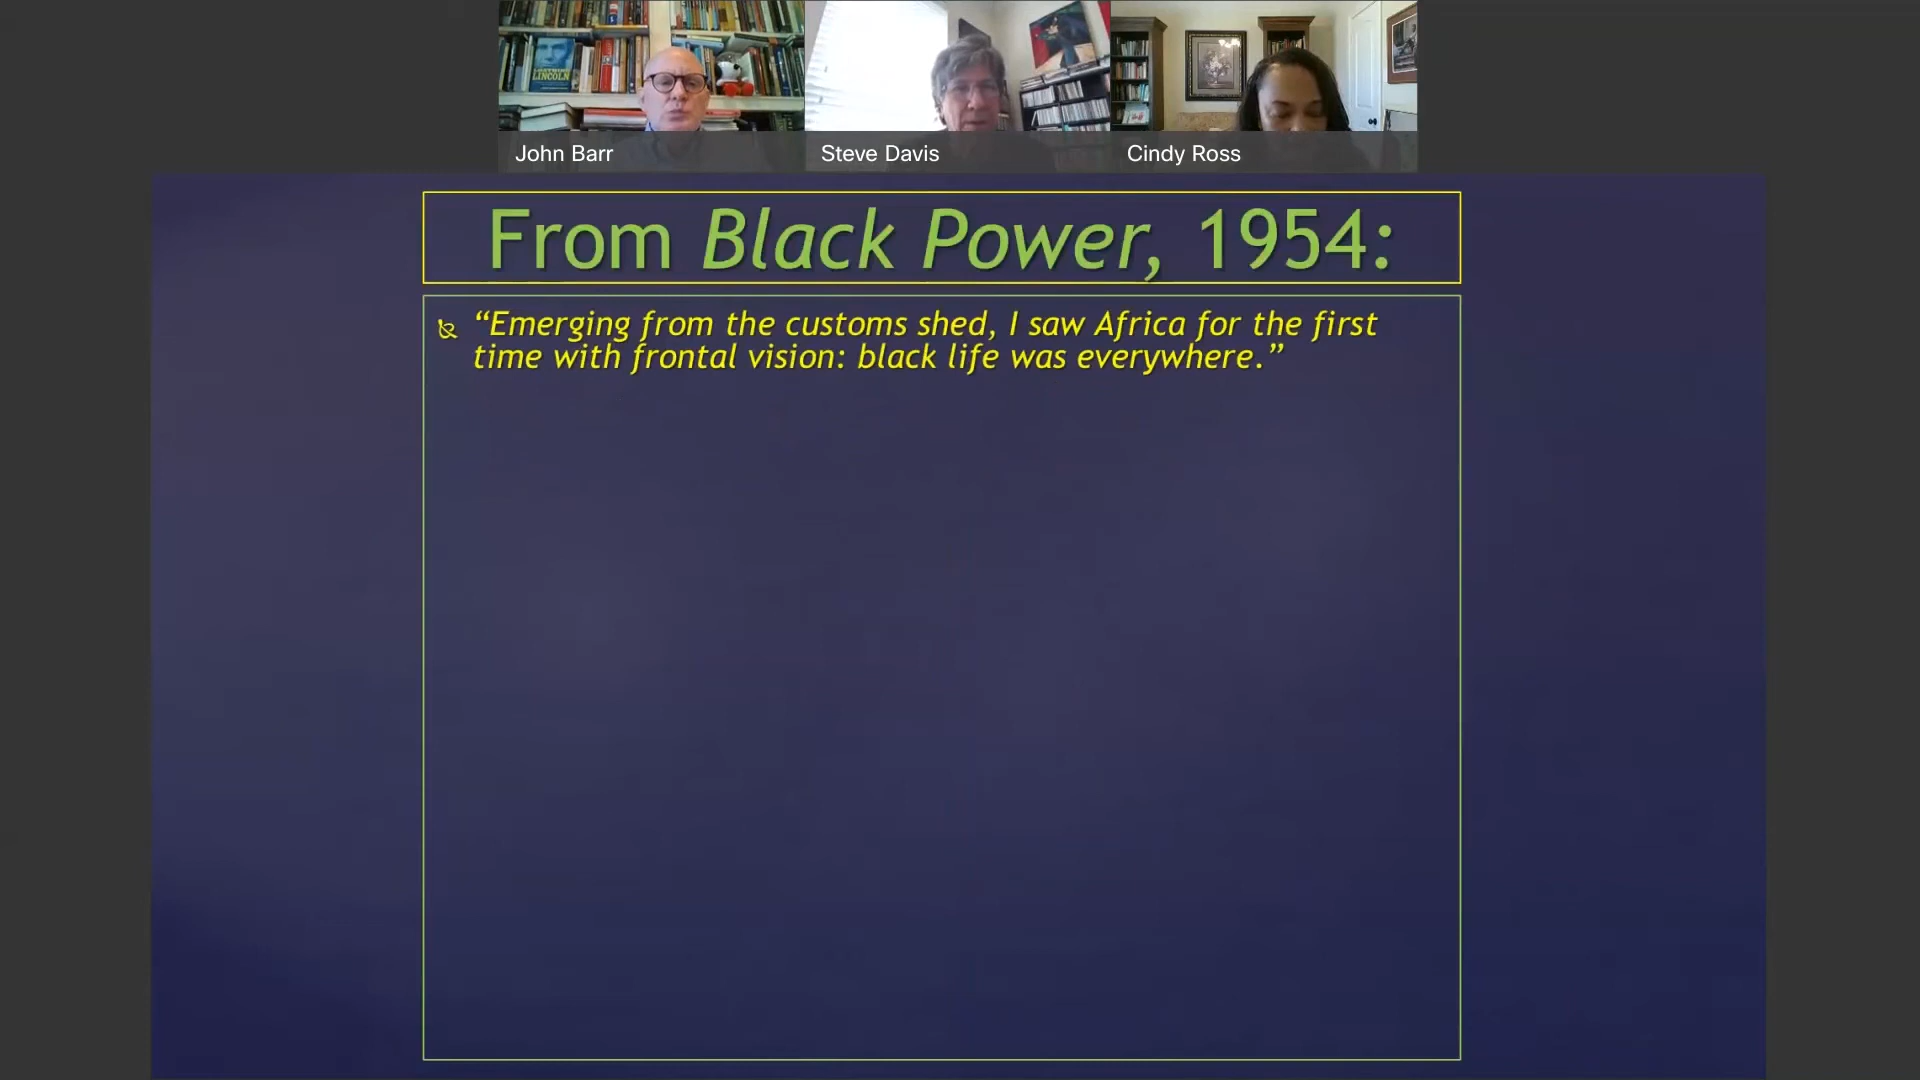 LINCOLN
John Barr
Steve Davis
Cindy Ross
From Black Power, 1954:
“Emerging from the customs shed, I saw Africa for the first
time with frontal vision: black life was everywhere.”